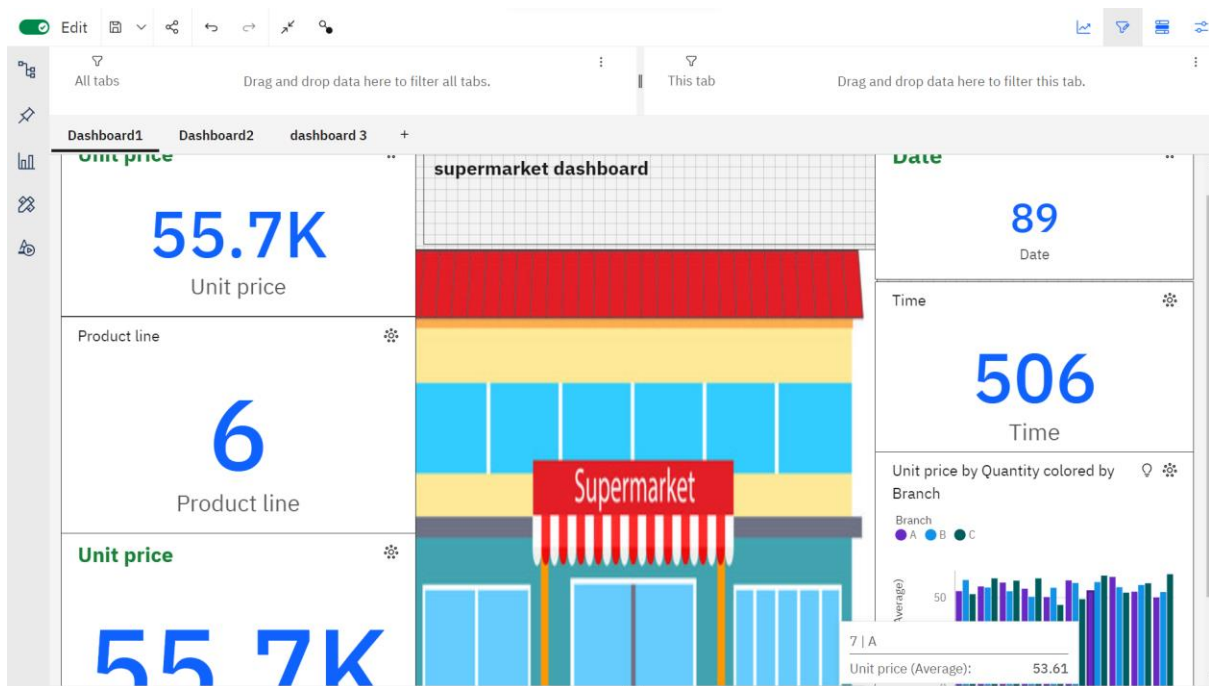 Edit
All tabs
Drag and drop data here to filter all tabs.
This tab
Drag and drop data here to filter this tab.
Dashboard1 Dashboard2 dashboard 3 +
Unit price
55.7K
Unit price
Product line
6
Product line
Unit price
55.7K
supermarket dashboard
Supermarket
Date
89
Date
Time
506
Time
Unit price by Quantity colored by
Branch
Branch
A B C
50
7 | A
Unit price (Average): 53.61